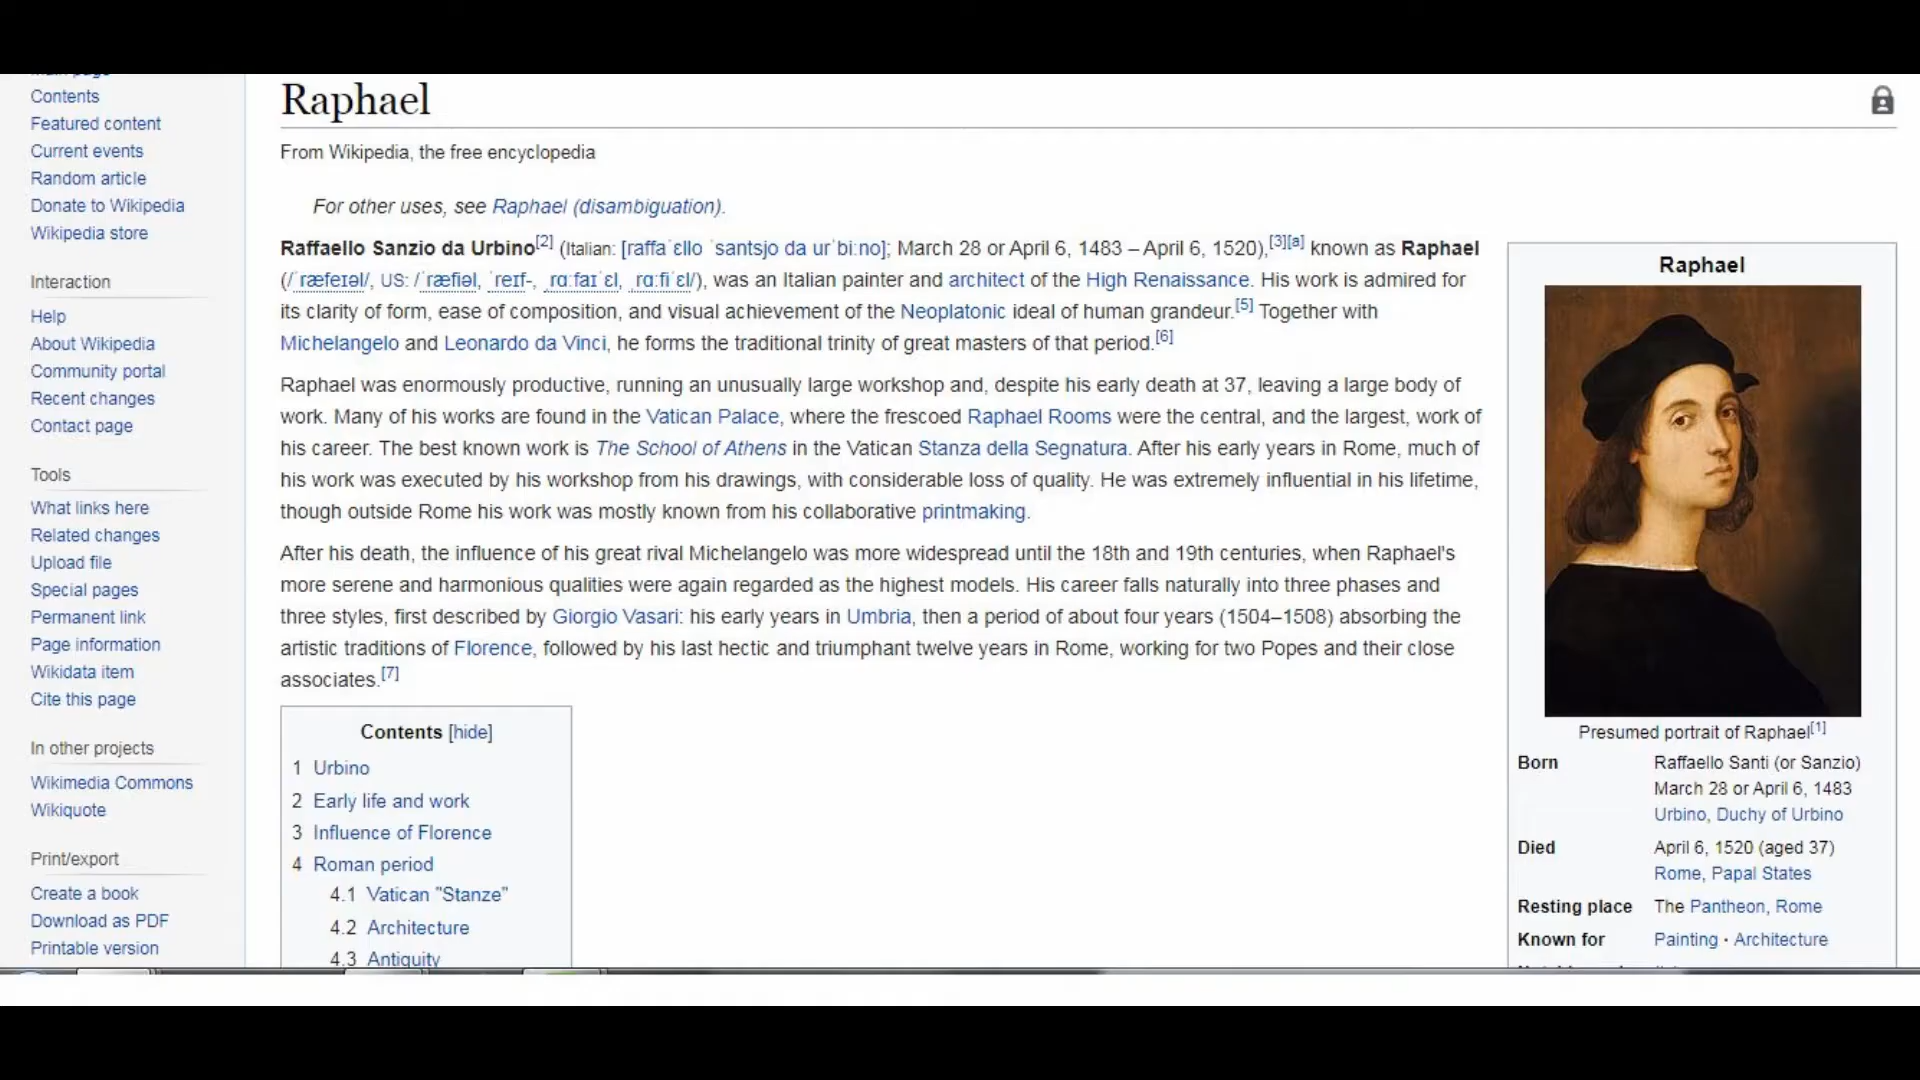 Contents
Featured content
Current events
Random article
Donate to Wikipedia
Wikipedia store
Interaction
Help
About Wikipedia
Community portal
Recent changes
Contact page
Tools
What links here
Related changes
Upload file
Special pages
Permanent link
Page information
Wikidata item
Cite this page
In other projects
Wikimedia Commons
Wikiquote
Print/export
Create a book
Download as PDF
Printable version
Raphael
From Wikipedia, the free encyclopedia
For other uses, see Raphael (disambiguation).
Raffaello Sanzio da Urbino[2] (Italian: [raffaˈɛllo ˈsantsjo da urˈbiːno]; March 28 or April 6, 1483 – April 6, 1520),[3][a] known as Raphael
(/ˈræfeɪəl/, US: /ˈræfiəl, ˈreɪf-, ˌrɑːfaɪˈɛl, ˌrɑːfiˈɛl/), was an Italian painter and architect of the High Renaissance. His work is admired for
its clarity of form, ease of composition, and visual achievement of the Neoplatonic ideal of human grandeur.[5] Together with
Michelangelo and Leonardo da Vinci, he forms the traditional trinity of great masters of that period.[6]
Raphael was enormously productive, running an unusually large workshop and, despite his early death at 37, leaving a large body of
work. Many of his works are found in the Vatican Palace, where the frescoed Raphael Rooms were the central, and the largest, work of
his career. The best known work is The School of Athens in the Vatican Stanza della Segnatura. After his early years in Rome, much of
his work was executed by his workshop from his drawings, with considerable loss of quality. He was extremely influential in his lifetime,
though outside Rome his work was mostly known from his collaborative printmaking.
After his death, the influence of his great rival Michelangelo was more widespread until the 18th and 19th centuries, when Raphael's
more serene and harmonious qualities were again regarded as the highest models. His career falls naturally into three phases and
three styles, first described by Giorgio Vasari: his early years in Umbria, then a period of about four years (1504–1508) absorbing the
artistic traditions of Florence, followed by his last hectic and triumphant twelve years in Rome, working for two Popes and their close
associates.[7]
Contents [hide]
1 Urbino
2 Early life and work
3 Influence of Florence
4 Roman period
4.1 Vatican "Stanze"
4.2 Architecture
4.3 Antiquity
Raphael
Presumed portrait of Raphael[1]
Born Raffaello Santi (or Sanzio)
March 28 or April 6, 1483
Urbino, Duchy of Urbino
Died April 6, 1520 (aged 37)
Rome, Papal States
Resting place The Pantheon, Rome
Known for Painting · Architecture